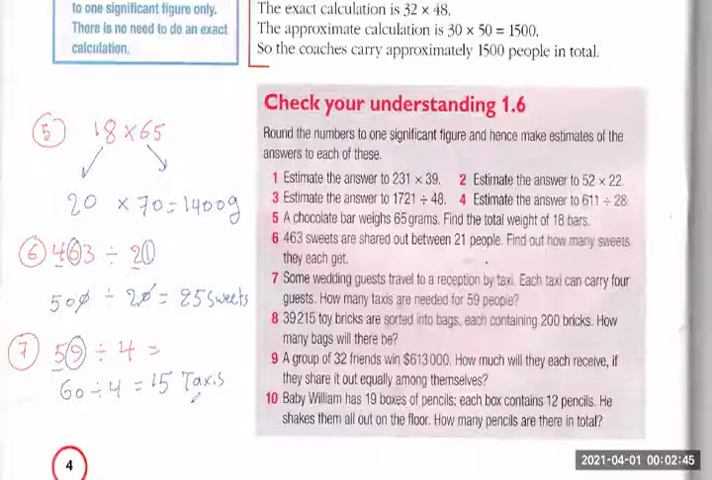 to one significant figure only.
There is no need to do an exact
calculation.
The exact calculation is 32 × 48.
The approximate calculation is 30 × 50 = 1500.
So the coaches carry approximately 1500 people in total.
⑤ 18 × 65
20 × 70 = 1400g
⑥ 463 ÷ 21
500 ÷ 20 = 25 Sweets
⑦ 59 ÷ 4 =
60 ÷ 4 = 15 Taxis
Check your understanding 1.6
Round the numbers to one significant figure and hence make estimates of the
answers to each of these.
1 Estimate the answer to 231 × 39. 2 Estimate the answer to 52 × 22.
3 Estimate the answer to 1721 ÷ 48. 4 Estimate the answer to 611 ÷ 28.
5 A chocolate bar weighs 65 grams. Find the total weight of 18 bars.
6 463 sweets are shared out between 21 people. Find out how many sweets
they each get.
7 Some wedding guests travel to a reception by taxi. Each taxi can carry four
guests. How many taxis are needed for 59 people?
8 39215 toy bricks are sorted into bags, each containing 200 bricks. How
many bags will there be?
9 A group of 32 friends win $613000. How much will they each receive, if
they share it out equally among themselves?
10 Baby William has 19 boxes of pencils; each box contains 12 pencils. He
shakes them all out on the floor. How many pencils are there in total?
4
2021-04-01 00:02:45